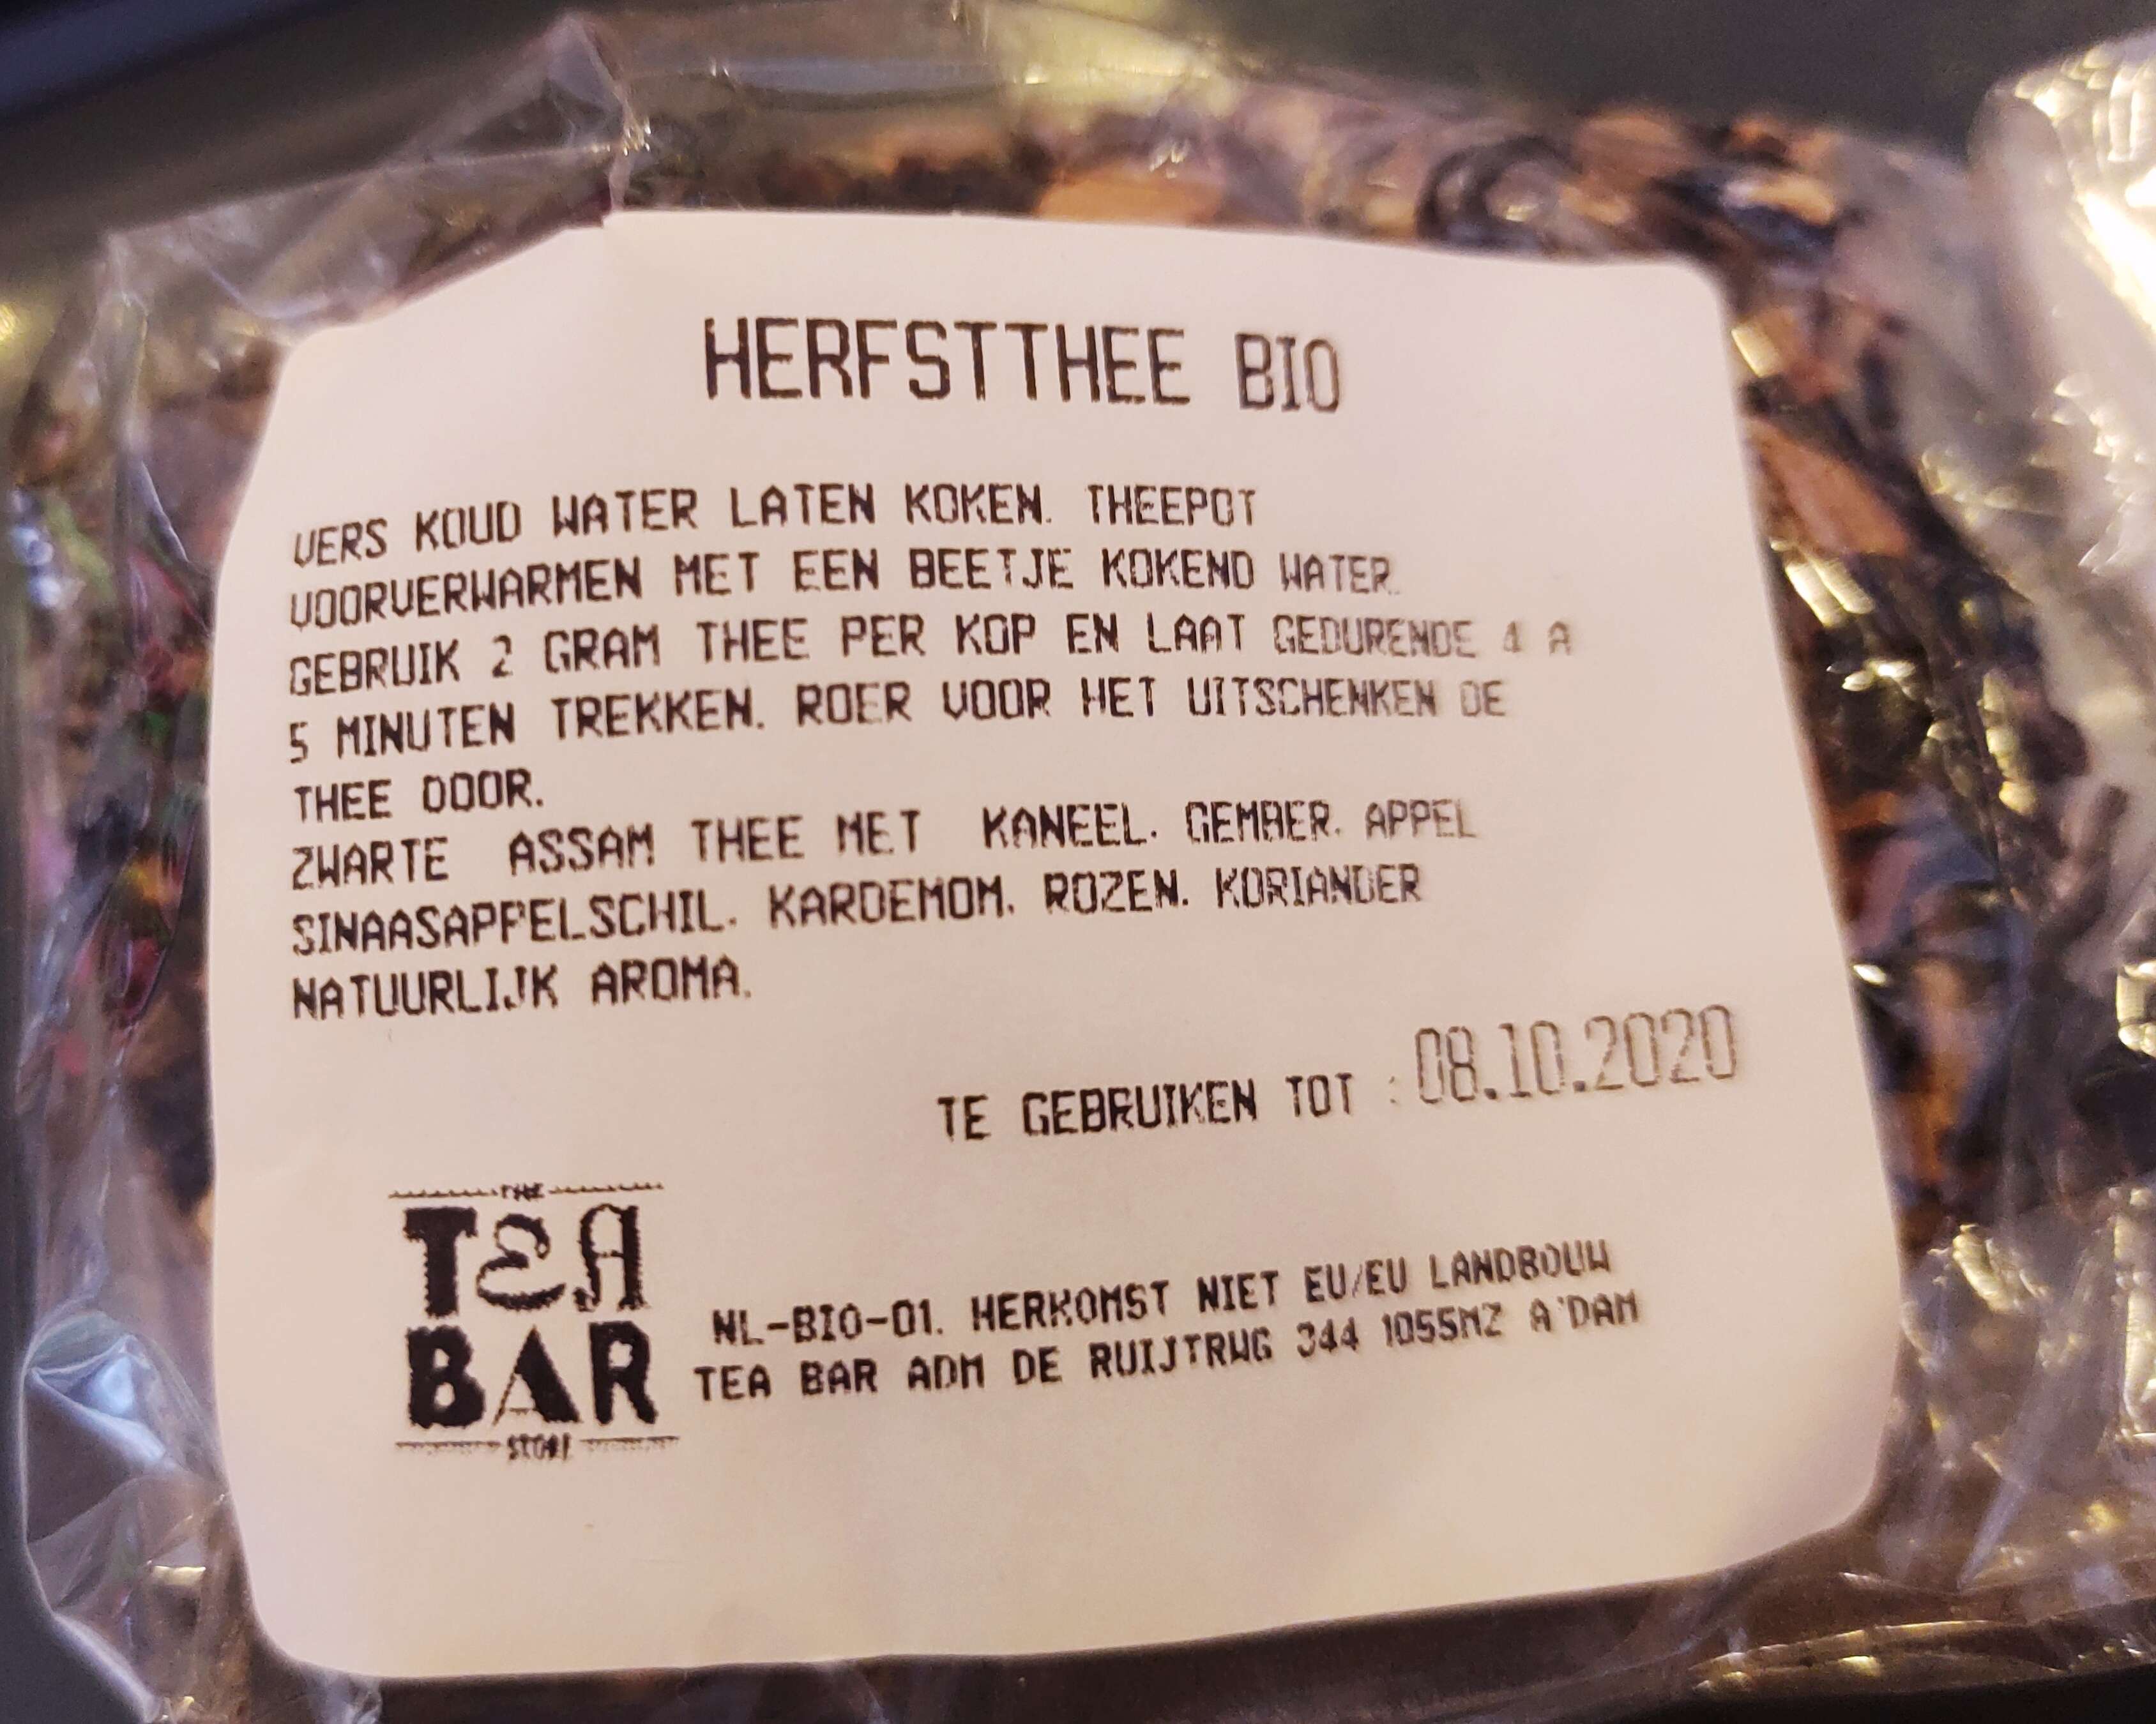 HERFSTTHEE BIO
VERS KOUD WATER LATEN KOKEN. THEEPOT
VOORVERWARMEN MET EEN BEETJE KOKEND WATER.
GEBRUIK 2 GRAM THEE PER KOP EN LAAT GEDURENDE 4 A
5 MINUTEN TREKKEN. ROER VOOR HET UITSCHENKEN DE
THEE DOOR.
ZWARTE ASSAM THEE MET KANEEL. GEMBER. APPEL
SINAASAPPELSCHIL. KARDEMOM. ROZEN. KORIANDER
NATUURLIJK AROMA.
TE GEBRUIKEN TOT : 08.10.2020
THE
TEA
BAR
STORE
NL-BIO-01. HERKOMST NIET EU/EU LANDBOUW
TEA BAR ADM DE RUIJTRWG 344 1055MZ A'DAM